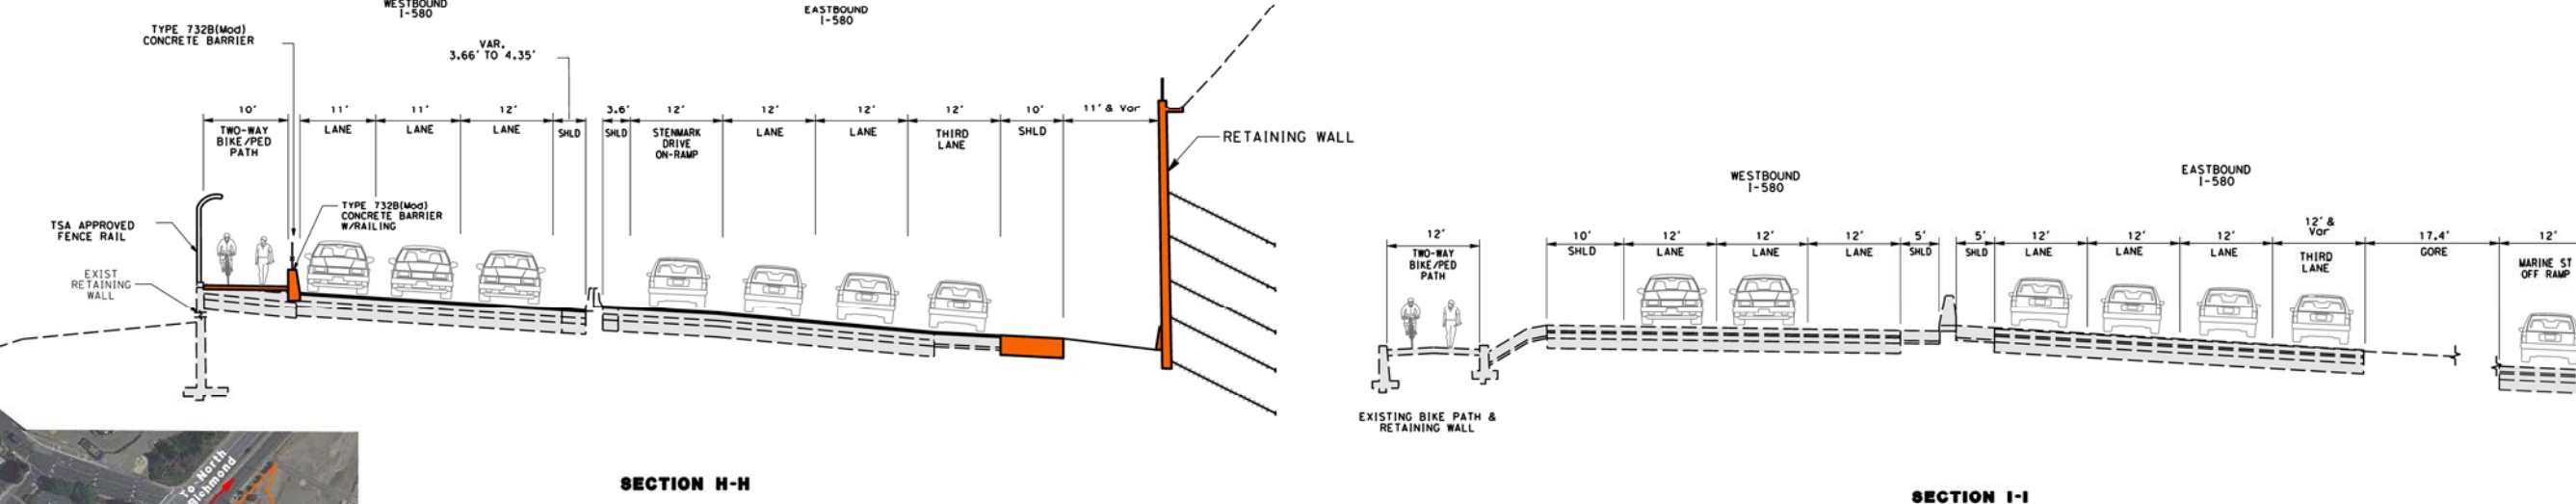 WESTBOUND
I-580
EASTBOUND
I-580
TYPE 732B(Mod)
CONCRETE BARRIER
VAR.
3.66' TO 4.35'
10' 11' 11' 12' 3.6' 12' 12' 12' 12' 10' 11' & Var
TWO-WAY
BIKE/PED
PATH
LANE
LANE
LANE
SHLD
SHLD
STENMARK
DRIVE
ON-RAMP
LANE
LANE
THIRD
LANE
SHLD
RETAINING WALL
TYPE 732B(Mod)
CONCRETE BARRIER
W/RAILING
TSA APPROVED
FENCE RAIL
EXIST
RETAINING
WALL
To North
Richmond
SECTION H-H
WESTBOUND
I-580
EASTBOUND
I-580
12' 10' 12' 12' 12' 5' 5' 12' 12' 12' 12' &
Var
17.4' 12'
TWO-WAY
BIKE/PED
PATH
SHLD
LANE
LANE
LANE
SHLD
SHLD
LANE
LANE
LANE
THIRD
LANE
GORE
MARINE ST
OFF RAMP
EXISTING BIKE PATH &
RETAINING WALL
SECTION I-I